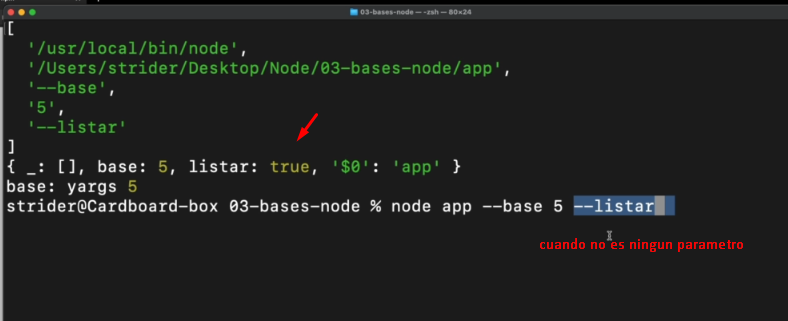 03-bases-node — -zsh — 80×24
[
'/usr/local/bin/node',
'/Users/strider/Desktop/Node/03-bases-node/app',
'--base',
'5',
'--listar'
]
{ _: [], base: 5, listar: true, '$0': 'app' }
base: yargs 5
strider@Cardboard-box 03-bases-node % node app --base 5 --listar
cuando no es ningun parametro